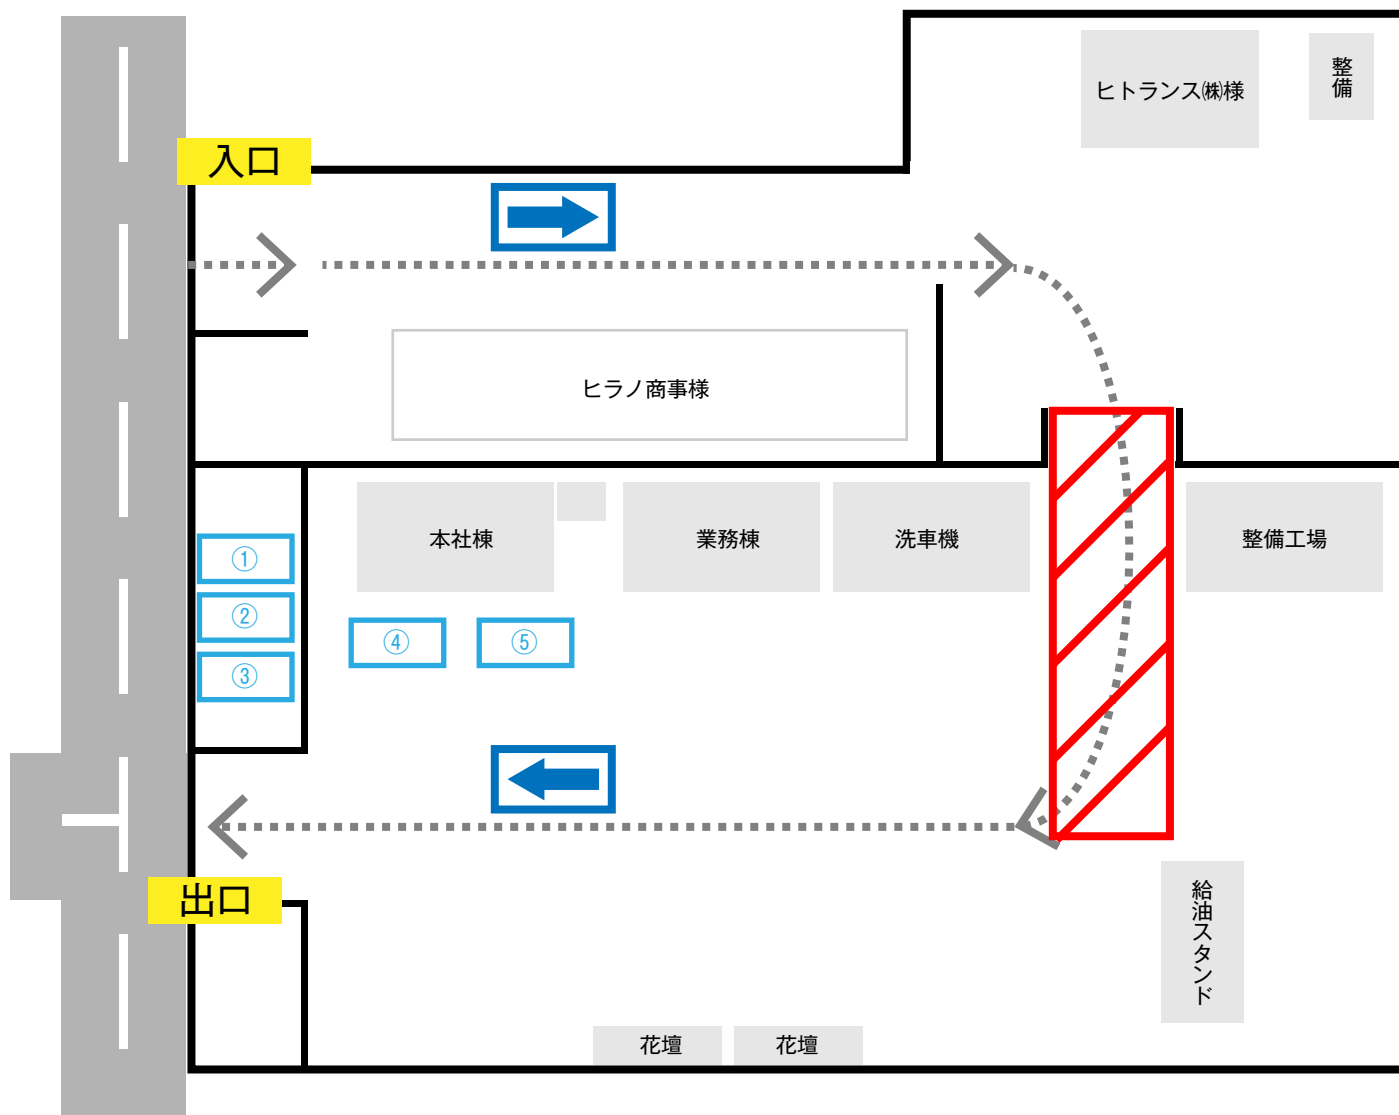 ヒトランス㈱様
整備
入口
ヒラノ商事様
本社棟
業務棟
洗車機
整備工場
①
②
③
④
⑤
出口
給油スタンド
花壇
花壇